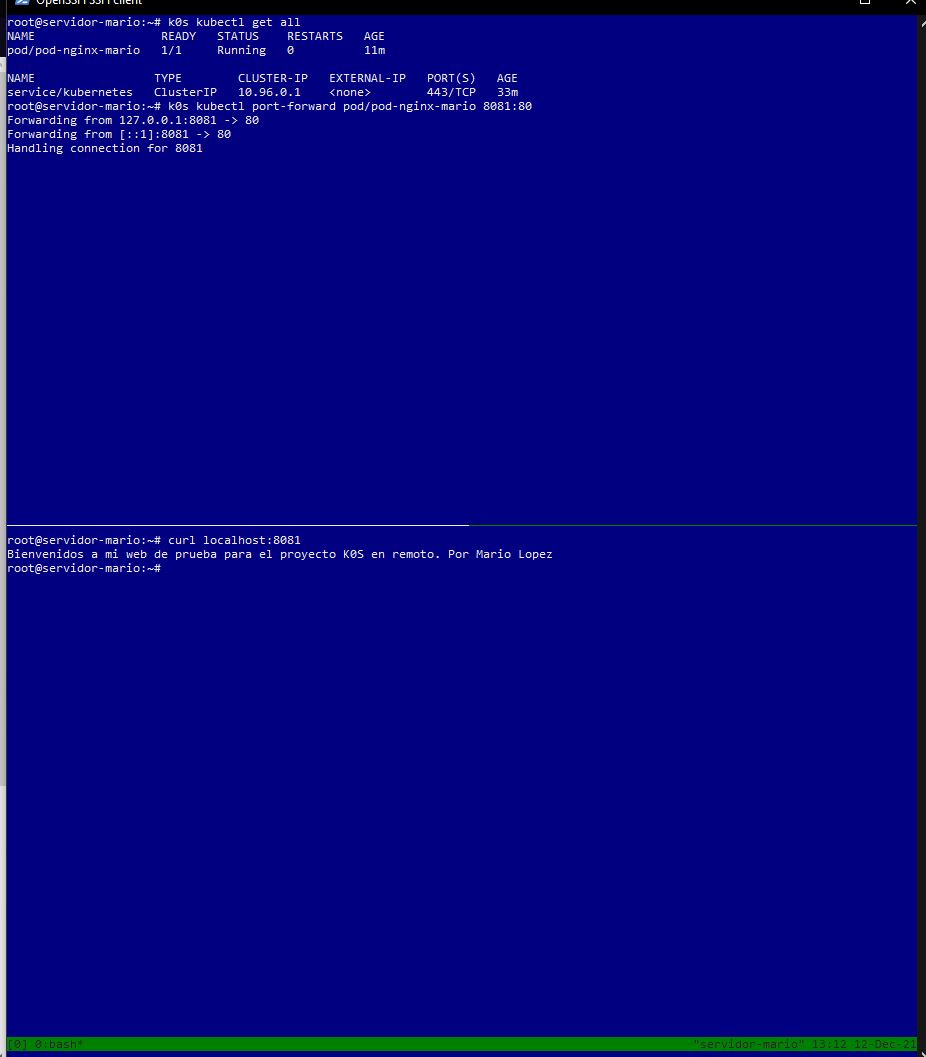 OpenSSH SSH client
root@servidor-mario:~# k0s kubectl get all
NAME                  READY   STATUS    RESTARTS   AGE
pod/pod-nginx-mario   1/1     Running   0          11m

NAME                 TYPE        CLUSTER-IP   EXTERNAL-IP   PORT(S)   AGE
service/kubernetes   ClusterIP   10.96.0.1    <none>        443/TCP   33m
root@servidor-mario:~# k0s kubectl port-forward pod/pod-nginx-mario 8081:80
Forwarding from 127.0.0.1:8081 -> 80
Forwarding from [::1]:8081 -> 80
Handling connection for 8081
root@servidor-mario:~# curl localhost:8081
Bienvenidos a mi web de prueba para el proyecto K0S en remoto. Por Mario Lopez
root@servidor-mario:~#
[0] 0:bash* "servidor-mario" 13:12 12-Dec-21